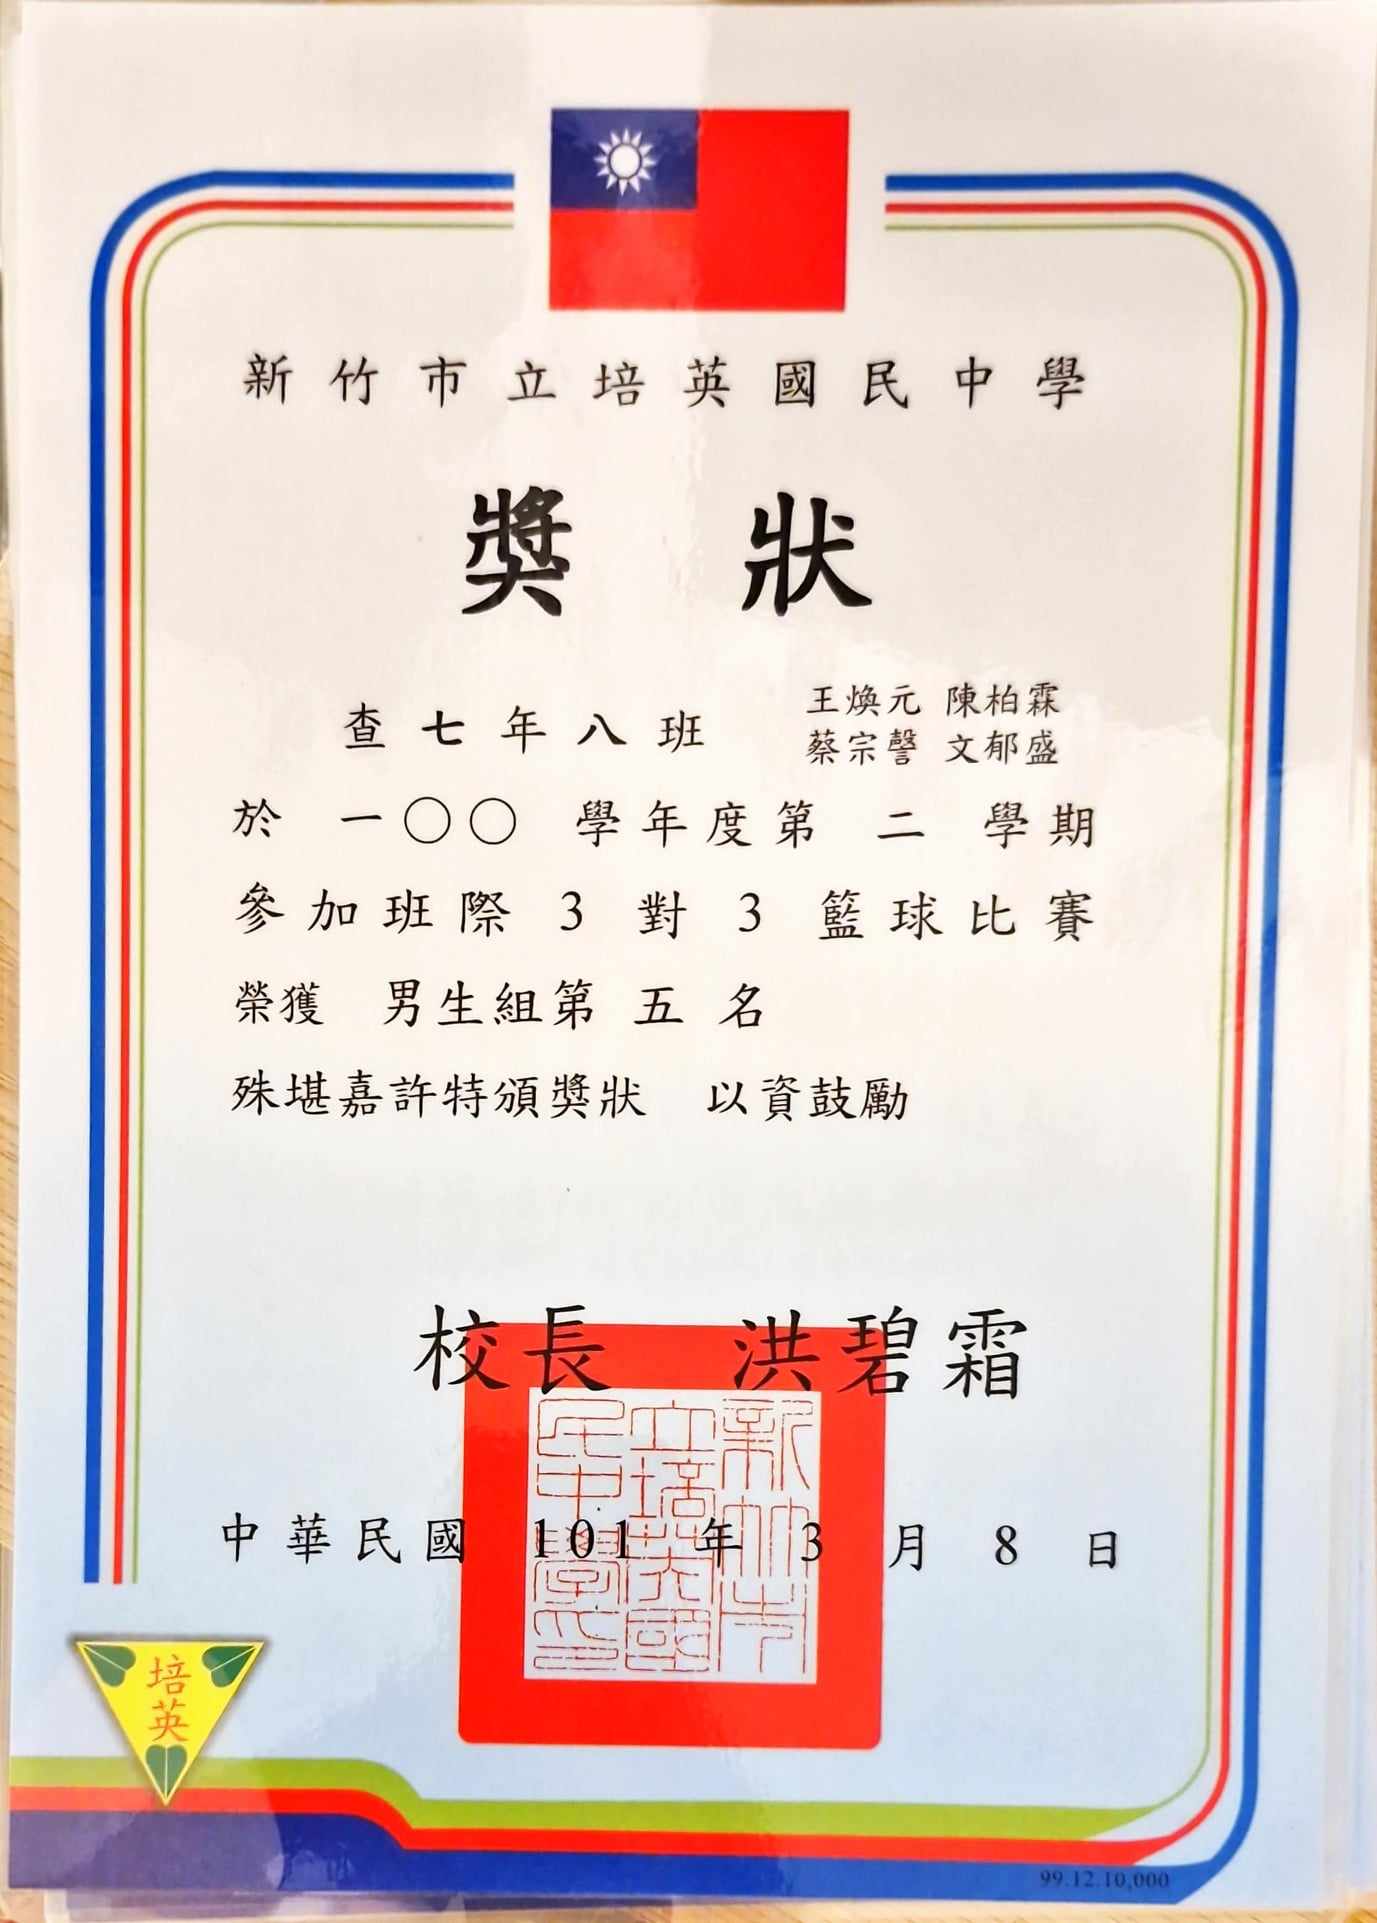 新竹市立培英國民中學
獎狀
查七年八班
王煥元 陳柏霖
蔡宗謦 文郁盛
於 一〇〇 學年度第 二 學期
參加班際 3 對 3 籃球比賽
榮獲 男生組第 五 名
殊堪嘉許特頒獎狀 以資鼓勵
校長 洪碧霜
新竹市
立培英國
民中學印
中華民國 101 年 3 月 8 日
培英
99.12.10,000